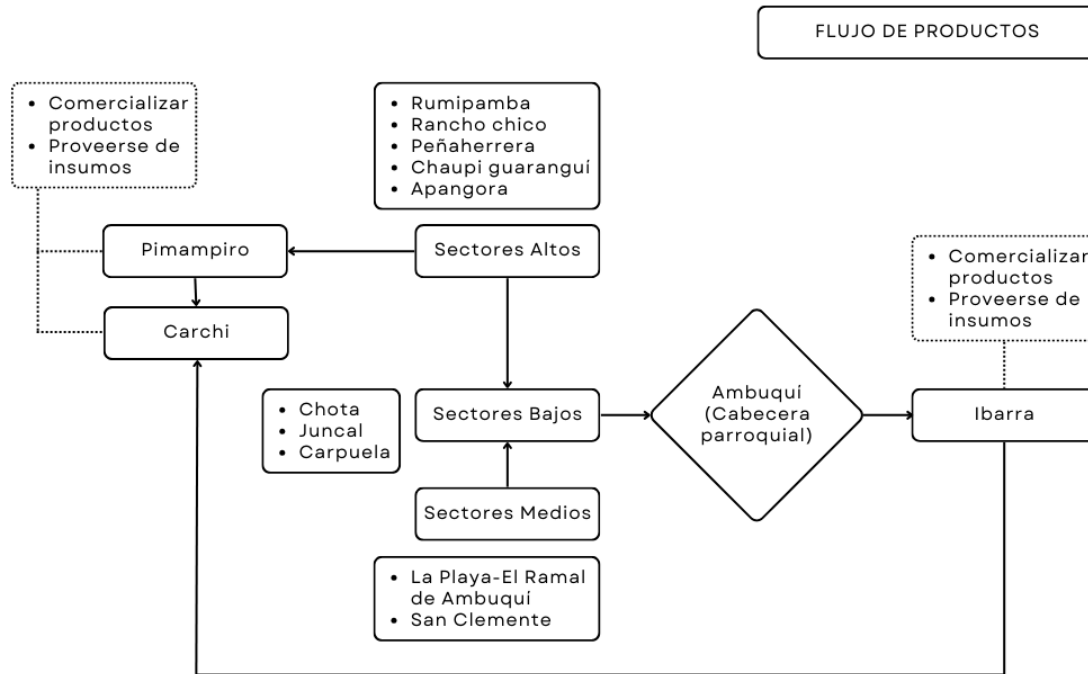 FLUJO DE PRODUCTOS
• Comercializar
productos
• Proveerse de
insumos
• Rumipamba
• Rancho chico
• Peñaherrera
• Chaupi guaranguí
• Apangora
Pimampiro
Sectores Altos
• Comercializar
productos
• Proveerse de
insumos
Carchi
• Chota
• Juncal
• Carpuela
Sectores Bajos
Ambuquí
(Cabecera
parroquial)
Ibarra
Sectores Medios
• La Playa-El Ramal
de Ambuquí
• San Clemente